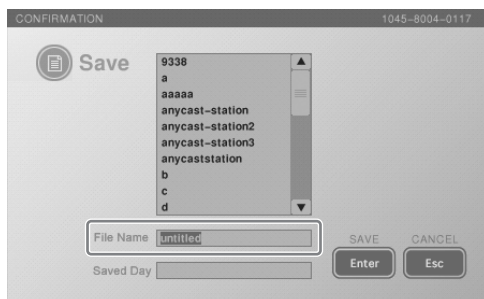 CONFIRMATION 1045–8004–0117
Save
9338
a
aaaaa
anycast–station
anycast–station2
anycast–station3
anycaststation
b
c
d
File Name untitled
SAVE CANCEL
Enter Esc
Saved Day